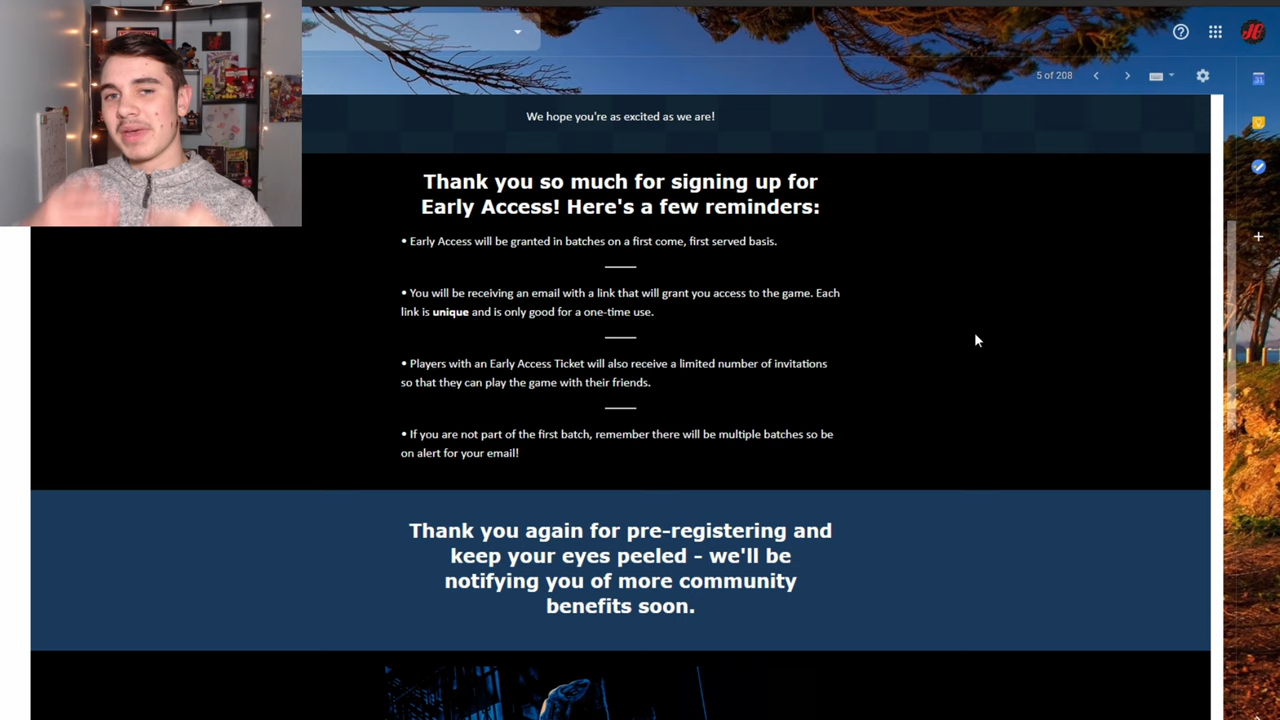 5 of 208
We hope you're as excited as we are!
Thank you so much for signing up for
Early Access! Here's a few reminders:
• Early Access will be granted in batches on a first come, first served basis.
• You will be receiving an email with a link that will grant you access to the game. Each
link is unique and is only good for a one-time use.
• Players with an Early Access Ticket will also receive a limited number of invitations
so that they can play the game with their friends.
• If you are not part of the first batch, remember there will be multiple batches so be
on alert for your email!
Thank you again for pre-registering and
keep your eyes peeled - we'll be
notifying you of more community
benefits soon.